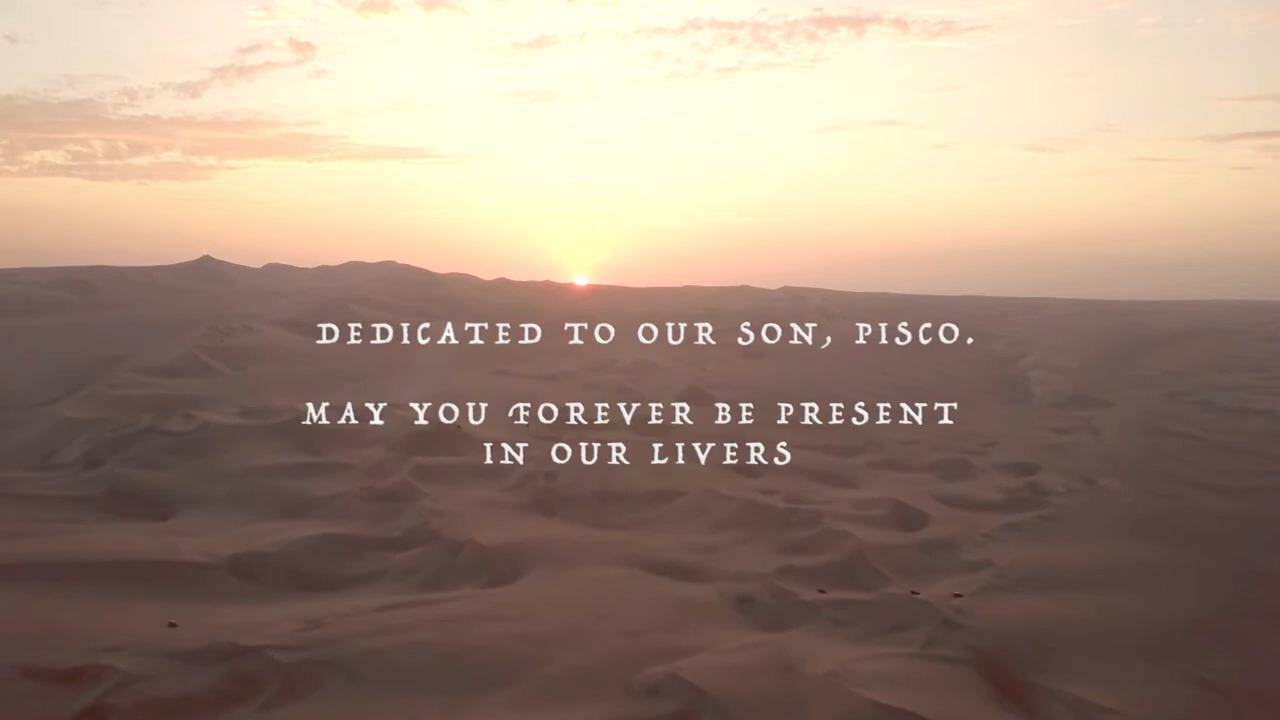 DEDICATED TO OUR SON, PISCO.
MAY YOU FOREVER BE PRESENT
IN OUR LIVERS